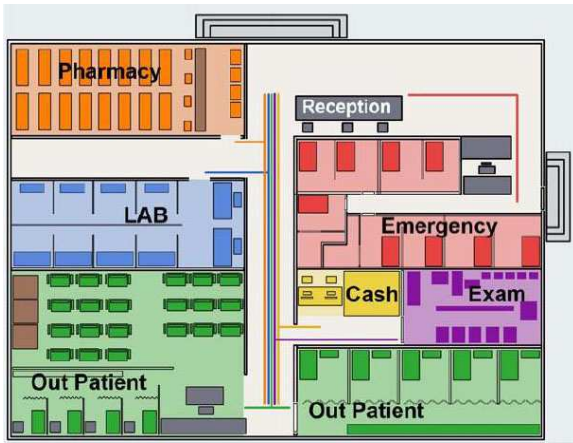 Pharmacy
Reception
LAB
Emergency
Cash
Exam
Out Patient
Out Patient